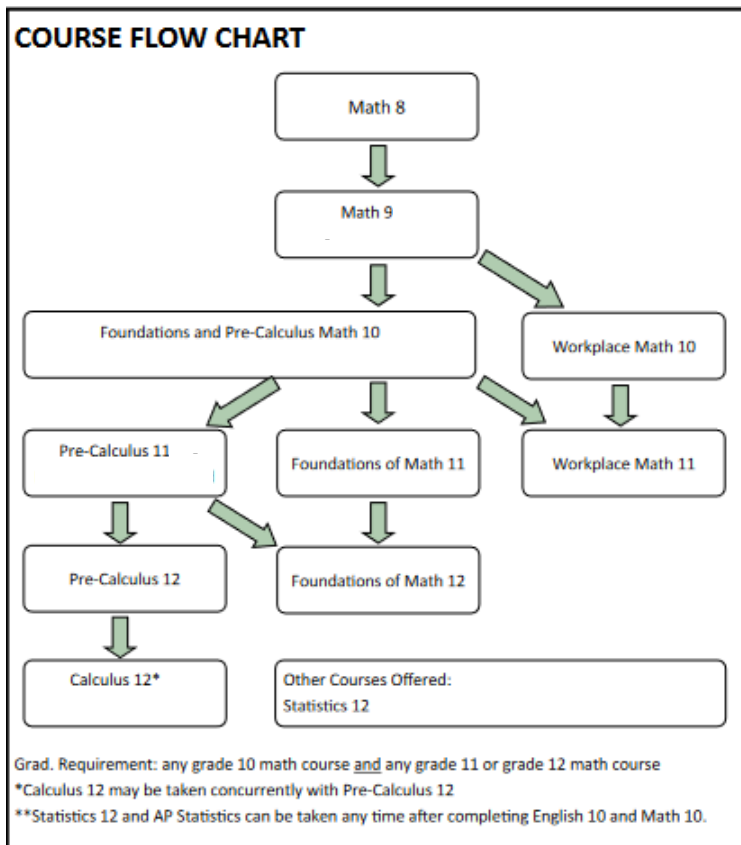 COURSE FLOW CHART
Math 8
Math 9
Foundations and Pre-Calculus Math 10
Workplace Math 10
Pre-Calculus 11
Foundations of Math 11
Workplace Math 11
Pre-Calculus 12
Foundations of Math 12
Calculus 12*
Other Courses Offered:
Statistics 12
Grad. Requirement: any grade 10 math course and any grade 11 or grade 12 math course
*Calculus 12 may be taken concurrently with Pre-Calculus 12
**Statistics 12 and AP Statistics can be taken any time after completing English 10 and Math 10.